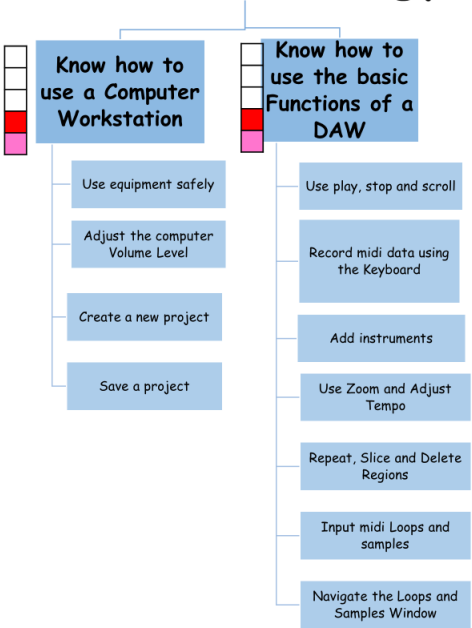 Know how to
use a Computer
Workstation
Use equipment safely
Adjust the computer
Volume Level
Create a new project
Save a project
Know how to
use the basic
Functions of a
DAW
Use play, stop and scroll
Record midi data using
the Keyboard
Add instruments
Use Zoom and Adjust
Tempo
Repeat, Slice and Delete
Regions
Input midi Loops and
samples
Navigate the Loops and
Samples Window